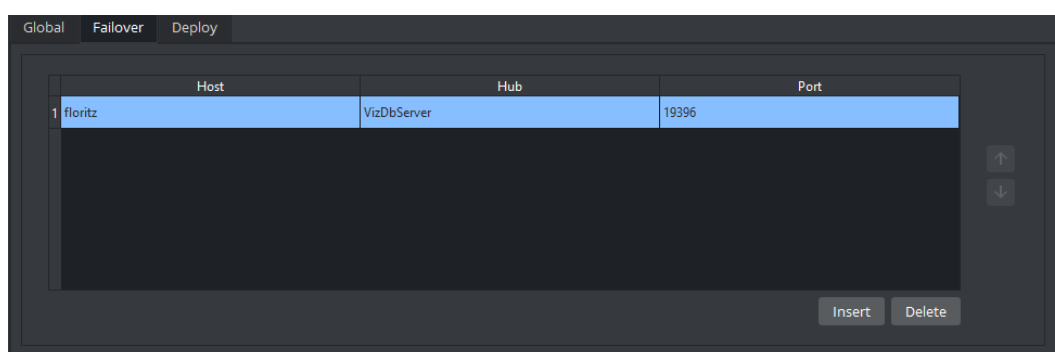 Global Failover Deploy
Host Hub Port
1 floritz VizDbServer 19396
Insert Delete